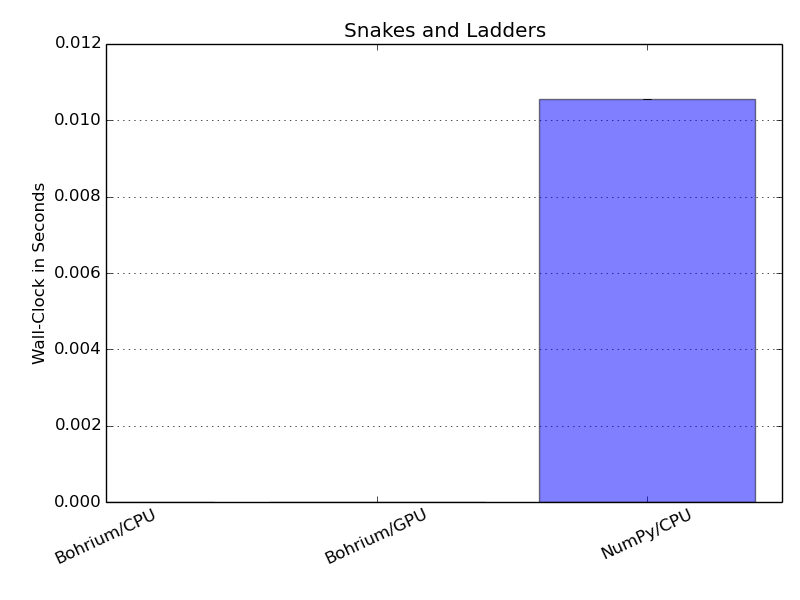 Snakes and Ladders
0.012
0.010
0.008
0.006
0.004
0.002
0.000
Wall-Clock in Seconds
Bohrium/CPU
Bohrium/GPU
NumPy/CPU